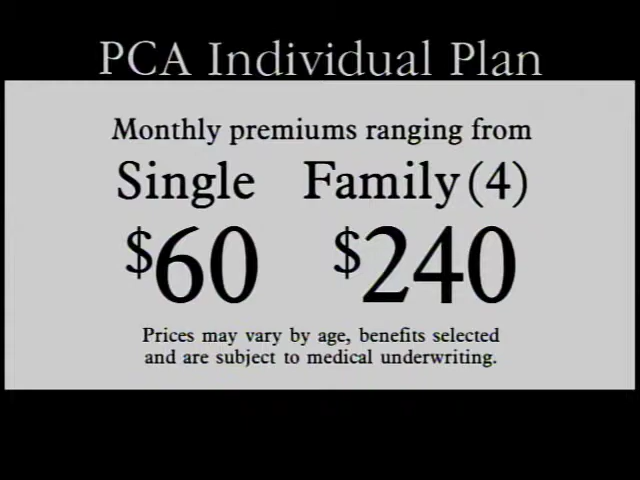 PCA Individual Plan
Monthly premiums ranging from
Single Family (4)
$60 $240
Prices may vary by age, benefits selected
and are subject to medical underwriting.